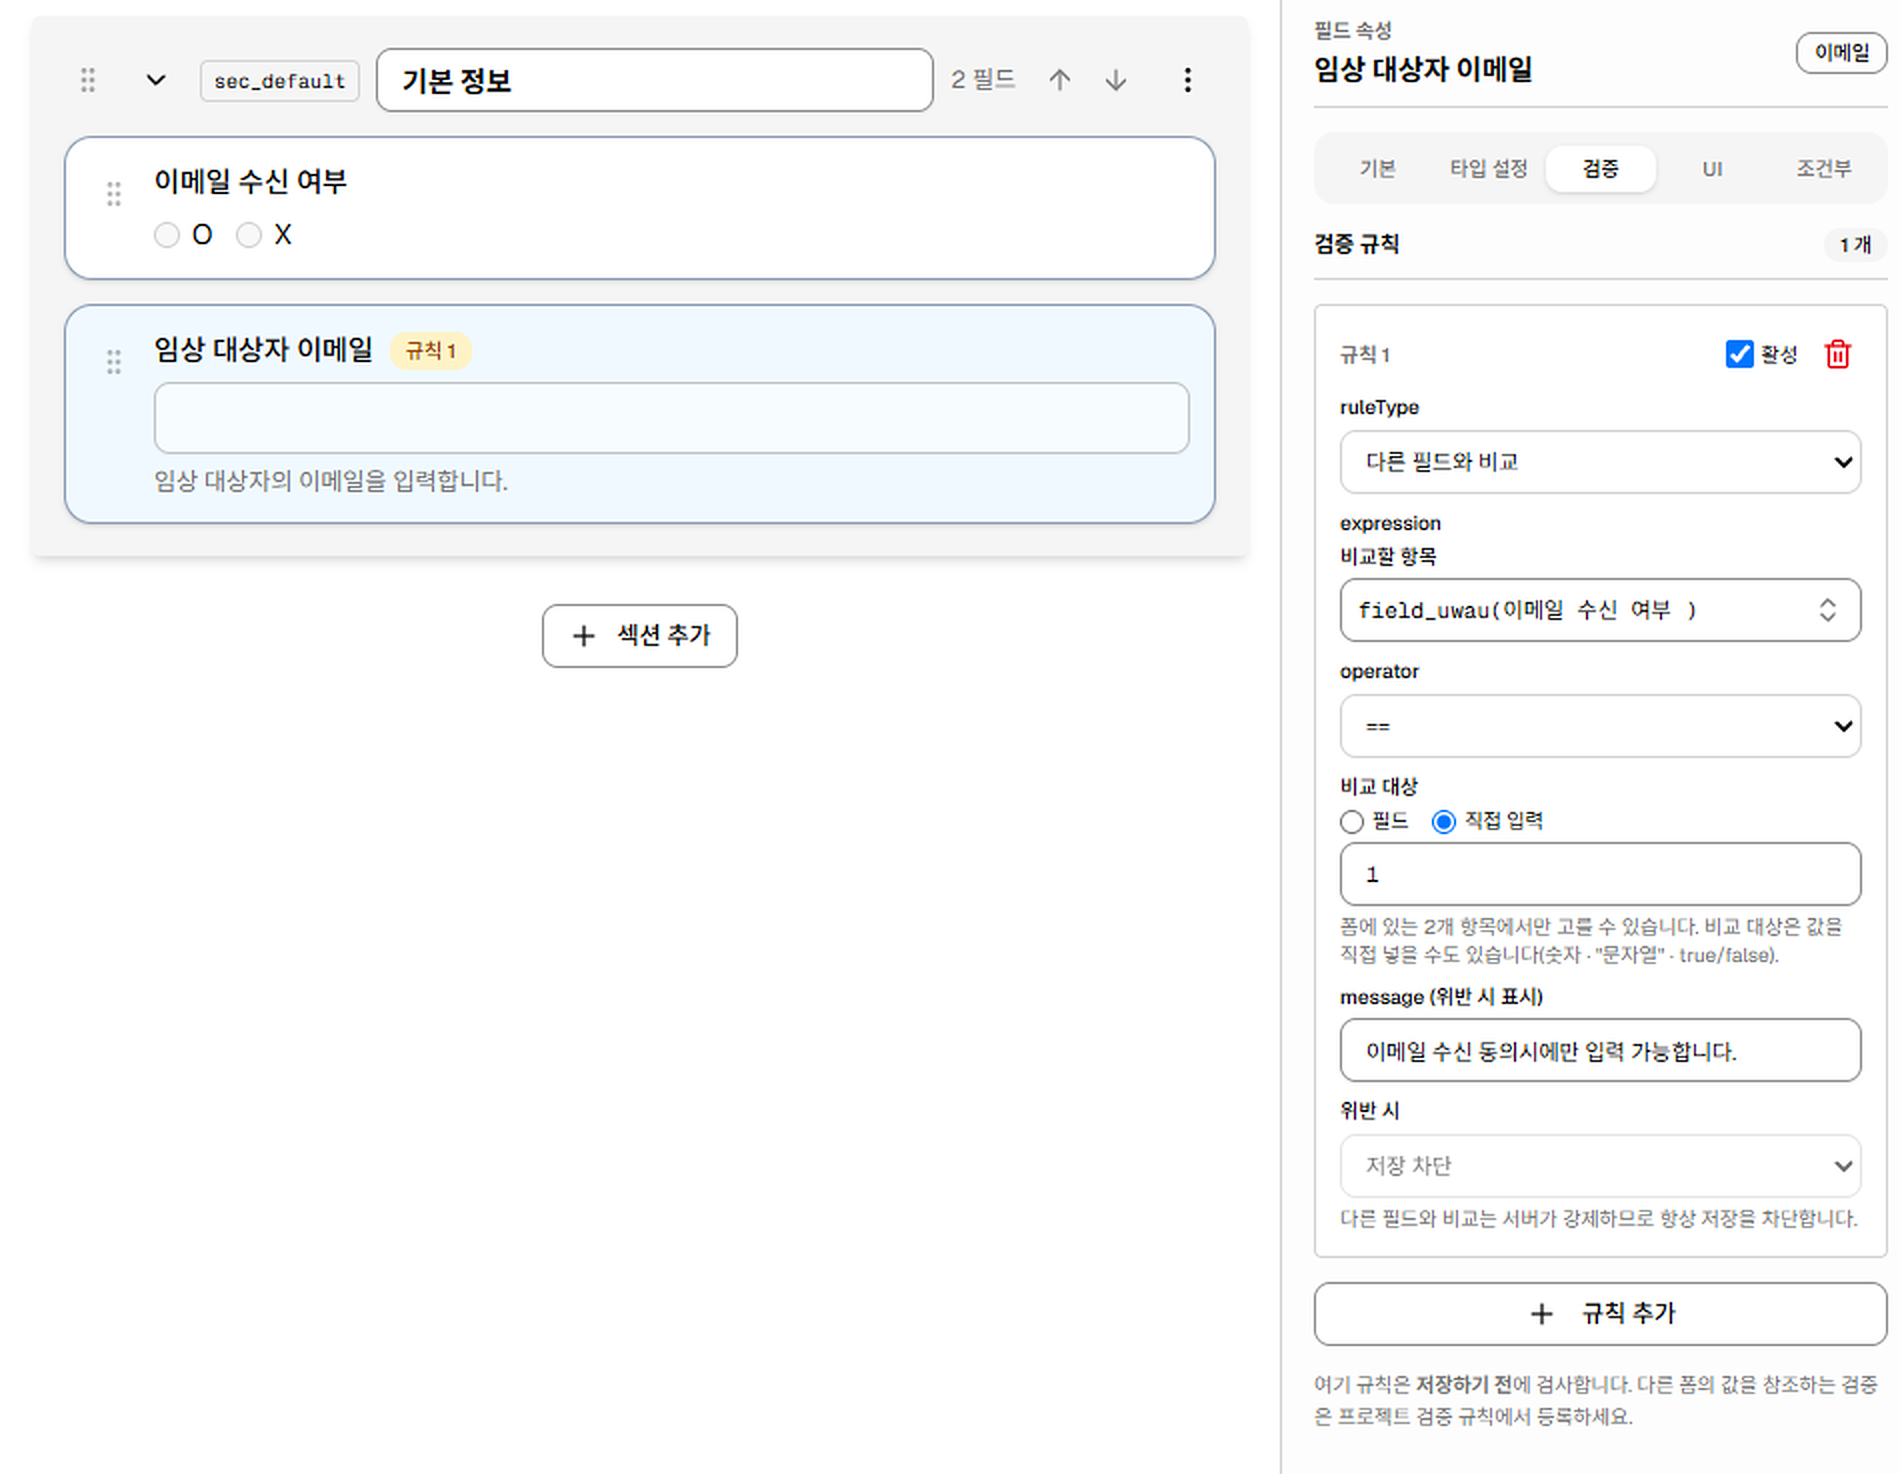 sec_default
기본 정보
2 필드
이메일 수신 여부
O X
임상 대상자 이메일 규칙 1
임상 대상자의 이메일을 입력합니다.
+ 섹션 추가
필드 속성
임상 대상자 이메일
이메일
기본 타입 설정 검증 UI 조건부
검증 규칙 1 개
규칙 1 활성
ruleType
다른 필드와 비교
expression
비교할 항목
field_uwau(이메일 수신 여부 )
operator
==
비교 대상
필드 직접 입력
1
폼에 있는 2개 항목에서만 고를 수 있습니다. 비교 대상은 값을
직접 넣을 수도 있습니다(숫자 · "문자열" · true/false).
message (위반 시 표시)
이메일 수신 동의시에만 입력 가능합니다.
위반 시
저장 차단
다른 필드와 비교는 서버가 강제하므로 항상 저장을 차단합니다.
+ 규칙 추가
여기 규칙은 저장하기 전에 검사합니다. 다른 폼의 값을 참조하는 검증
은 프로젝트 검증 규칙에서 등록하세요.